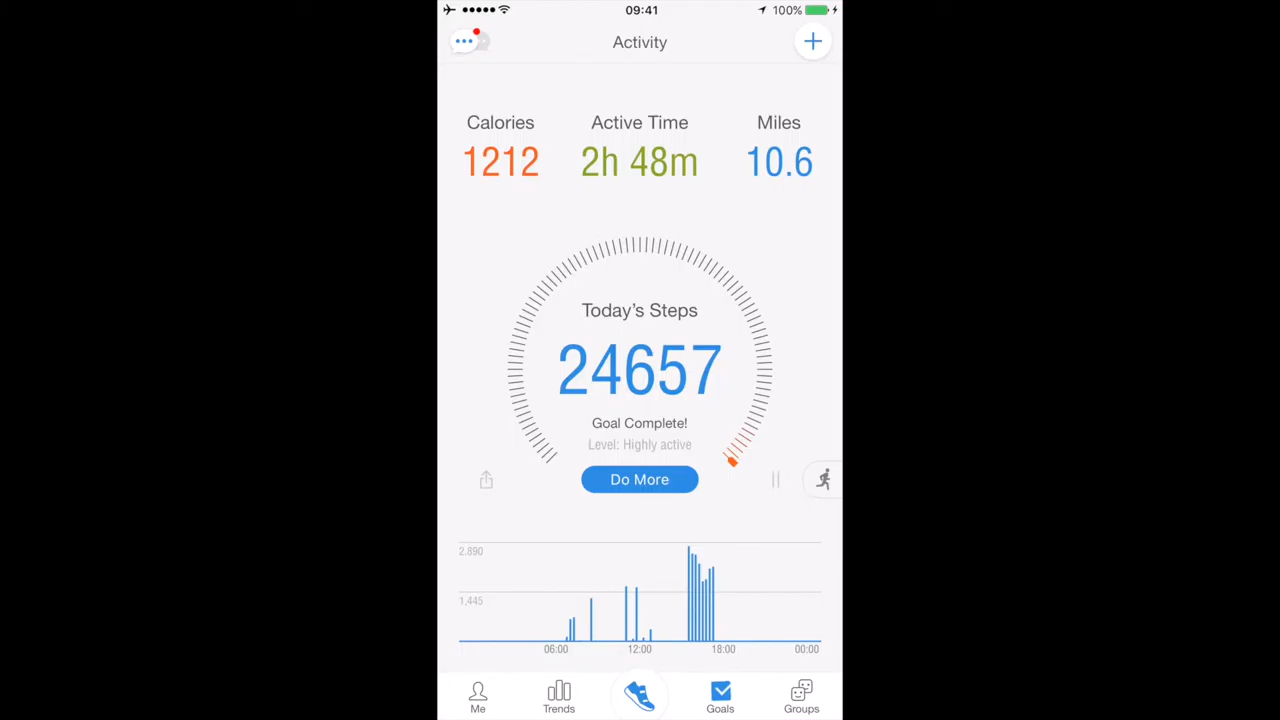 09:41
100%
Activity
Calories Active Time Miles
1212 2h 48m 10.6
Today's Steps
24657
Goal Complete!
Level: Highly active
Do More
2,890
1,445
06:00 12:00 18:00 00:00
Me Trends Goals Groups